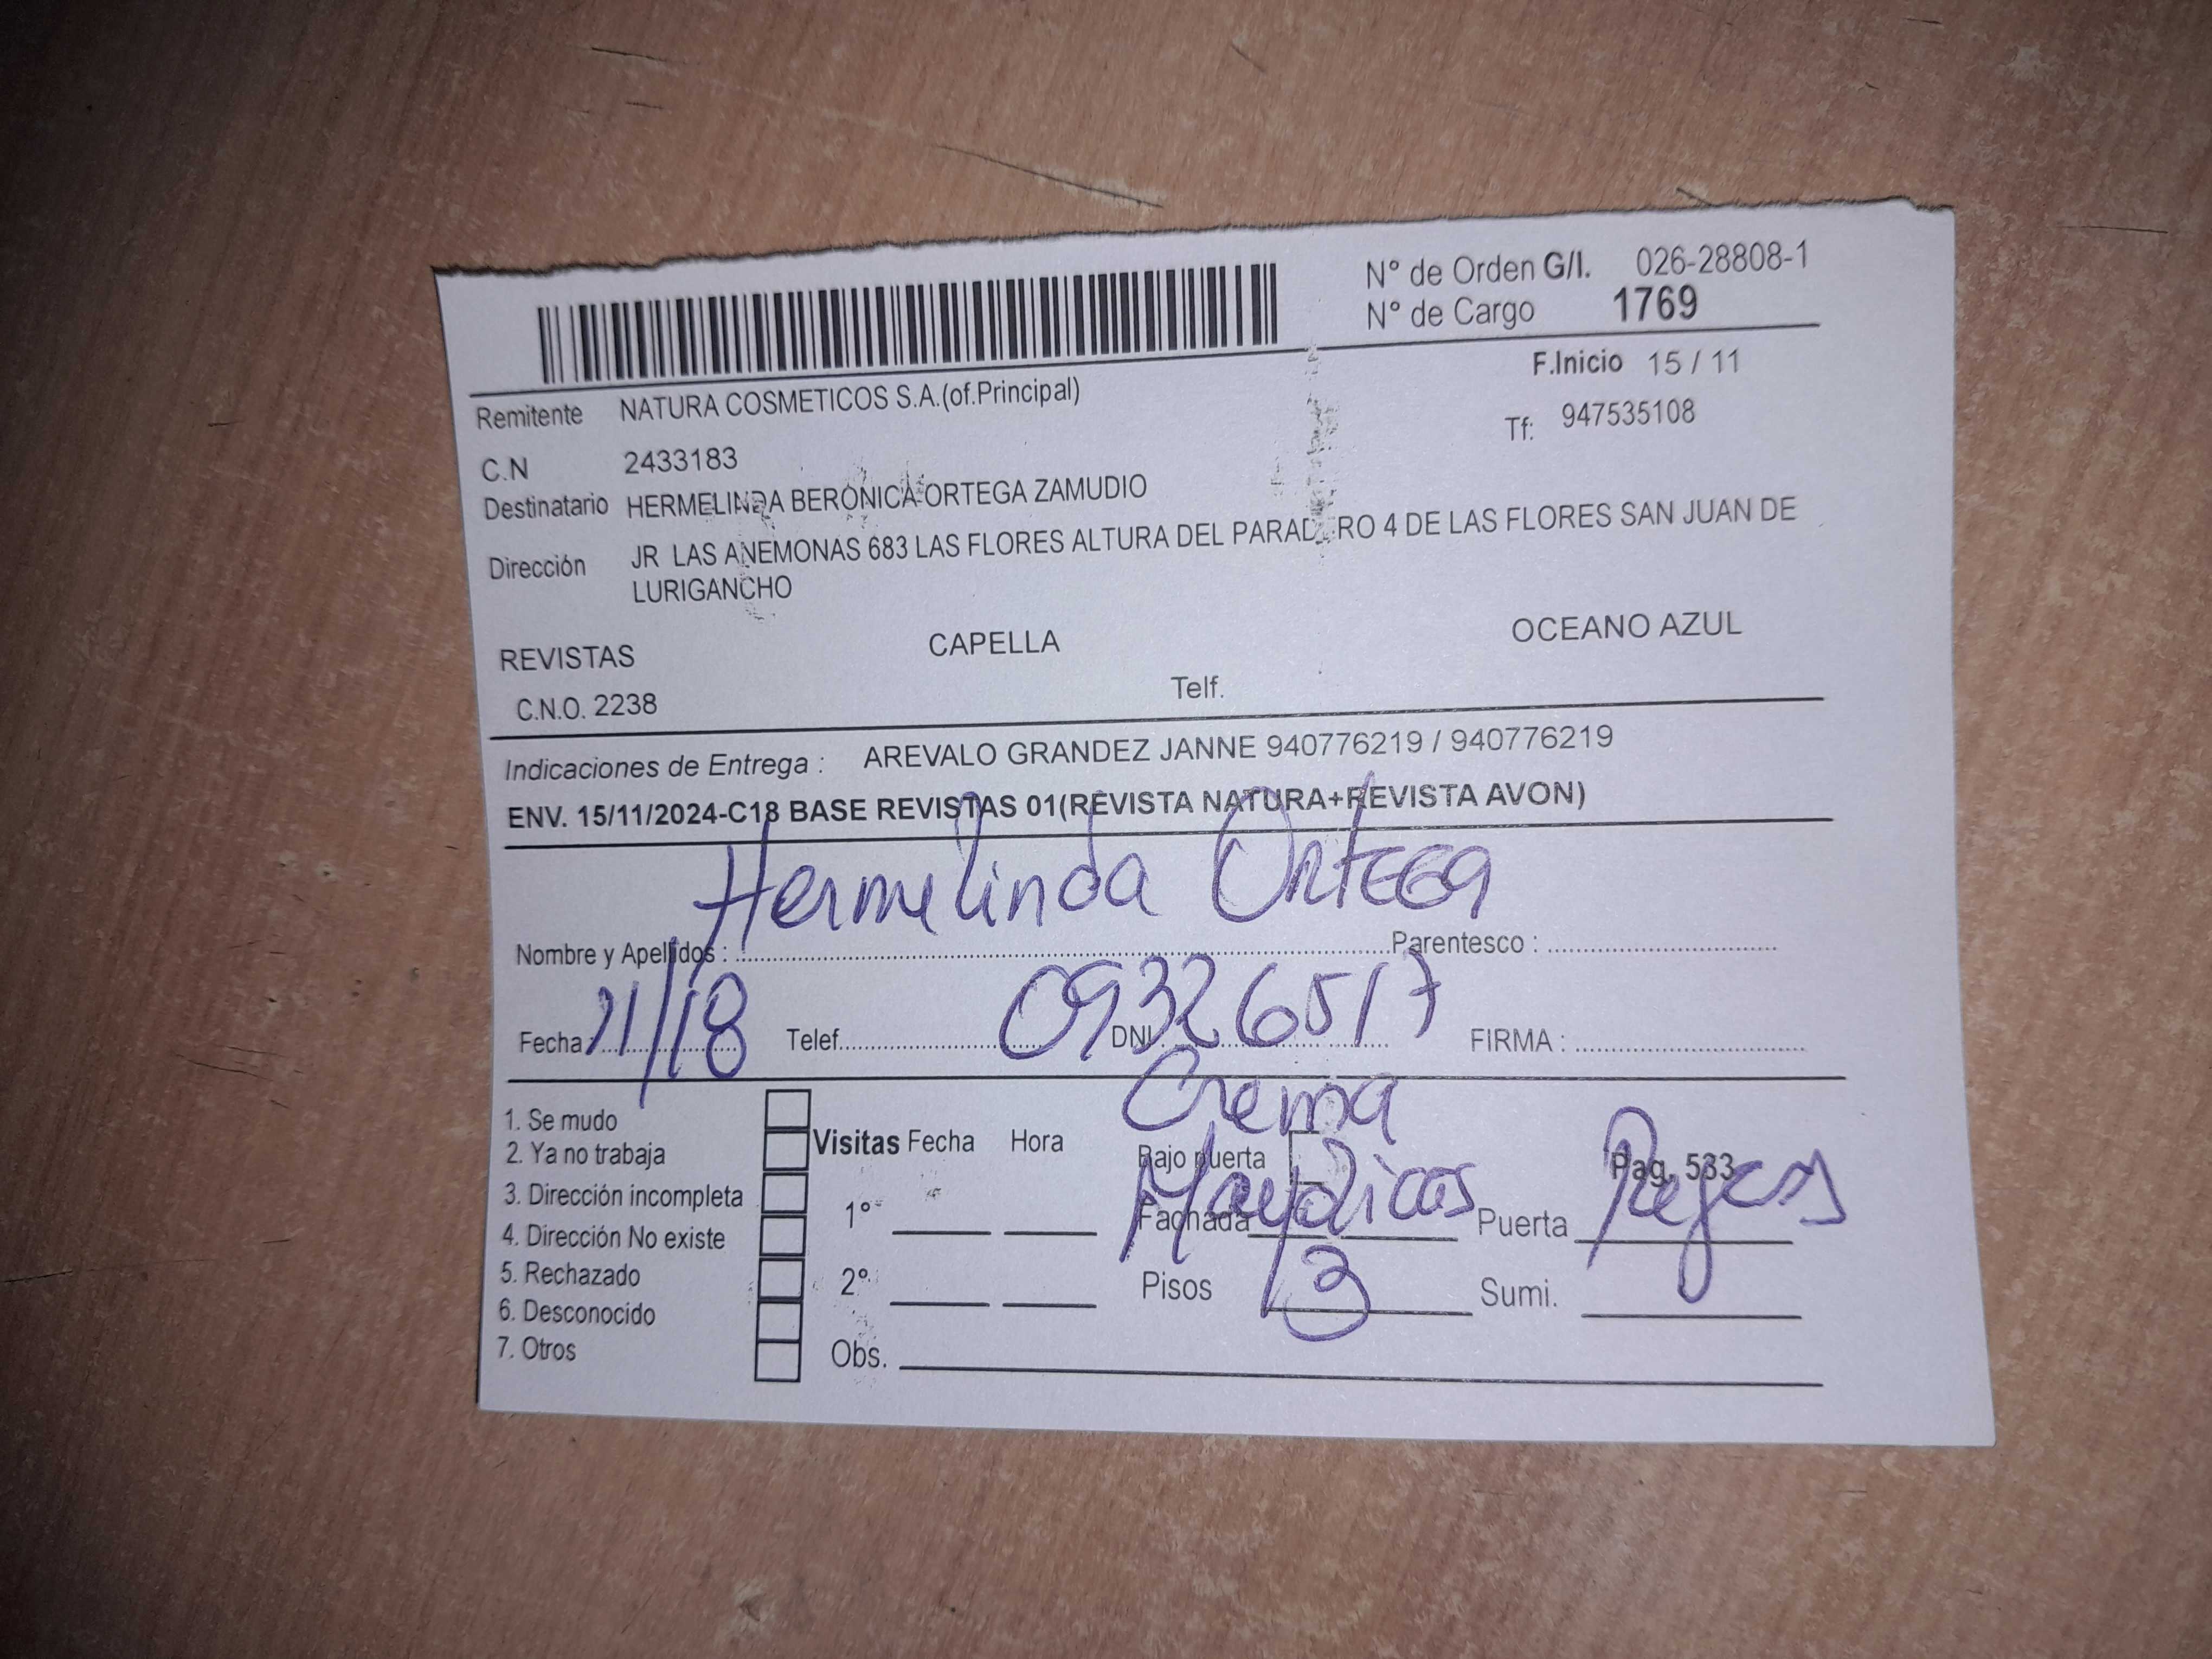 N° de Orden G/I. 026-28808-1
N° de Cargo 1769
F.Inicio 15 / 11
Remitente NATURA COSMETICOS S.A.(of.Principal)
Tf: 947535108
C.N 2433183
Destinatario HERMELINDA BERONICA ORTEGA ZAMUDIO
Dirección JR LAS ANEMONAS 683 LAS FLORES ALTURA DEL PARADERO 4 DE LAS FLORES SAN JUAN DE
LURIGANCHO
REVISTAS CAPELLA OCEANO AZUL
C.N.O. 2238 Telf.
Indicaciones de Entrega : AREVALO GRANDEZ JANNE 940776219 / 940776219
ENV. 15/11/2024-C18 BASE REVISTAS 01(REVISTA NATURA+REVISTA AVON)
Hermelinda Ortega
Nombre y Apellidos : Parentesco :
Fecha : 11/18 Telef. DNI 09326517 FIRMA :
Crema
1. Se mudo
2. Ya no trabaja
3. Dirección incompleta
4. Dirección No existe
5. Rechazado
6. Desconocido
7. Otros
Visitas Fecha Hora
1°
2°
Obs.
Bajo puerta Pag. 533
Fachada Puerta
Pisos 3 Sumi.